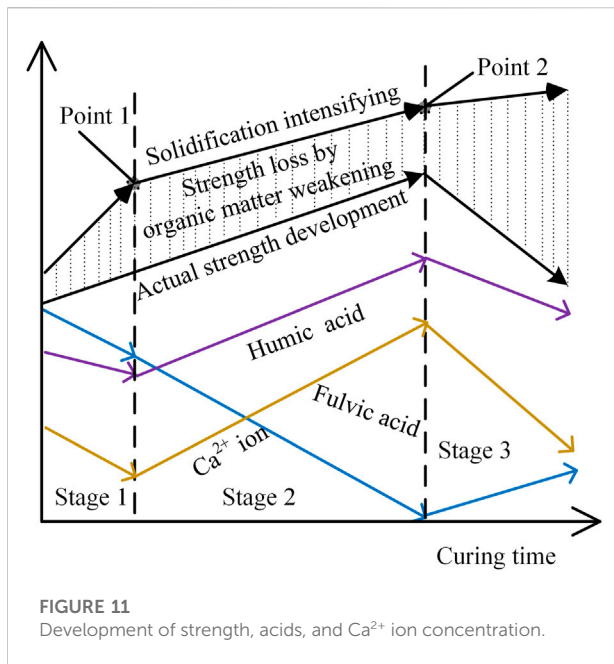 Point 1
Point 2
Solidification intensifying
Strength loss by
organic matter weakening
Actual strength development
Humic acid
Fulvic acid
Ca²⁺ ion
Stage 1
Stage 2
Stage 3
Curing time
FIGURE 11
Development of strength, acids, and Ca²⁺ ion concentration.